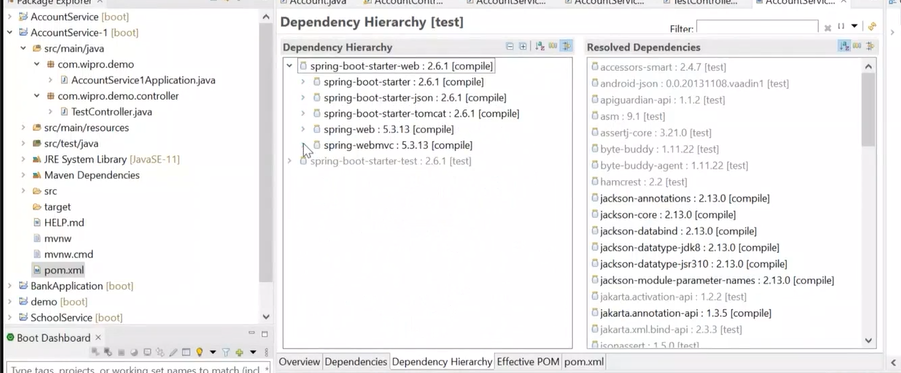 Package Explorer
Account.java
AccountContr...
AccountServic...
AccountServic...
TestController...
AccountServic...
AccountService [boot]
AccountService-1 [boot]
src/main/java
com.wipro.demo
AccountService1Application.java
com.wipro.demo.controller
TestController.java
src/main/resources
src/test/java
JRE System Library [JavaSE-11]
Maven Dependencies
src
target
HELP.md
mvnw
mvnw.cmd
pom.xml
BankApplication [boot]
demo [boot]
SchoolService [boot]
Boot Dashboard
Type tags, projects, or working set names to match (incl.
Dependency Hierarchy [test]
Filter:
Dependency Hierarchy
spring-boot-starter-web : 2.6.1 [compile]
spring-boot-starter : 2.6.1 [compile]
spring-boot-starter-json : 2.6.1 [compile]
spring-boot-starter-tomcat : 2.6.1 [compile]
spring-web : 5.3.13 [compile]
spring-webmvc : 5.3.13 [compile]
spring-boot-starter-test : 2.6.1 [test]
Resolved Dependencies
accessors-smart : 2.4.7 [test]
android-json : 0.0.20131108.vaadin1 [test]
apiguardian-api : 1.1.2 [test]
asm : 9.1 [test]
assertj-core : 3.21.0 [test]
byte-buddy : 1.11.22 [test]
byte-buddy-agent : 1.11.22 [test]
hamcrest : 2.2 [test]
jackson-annotations : 2.13.0 [compile]
jackson-core : 2.13.0 [compile]
jackson-databind : 2.13.0 [compile]
jackson-datatype-jdk8 : 2.13.0 [compile]
jackson-datatype-jsr310 : 2.13.0 [compile]
jackson-module-parameter-names : 2.13.0 [compile]
jakarta.activation-api : 1.2.2 [test]
jakarta.annotation-api : 1.3.5 [compile]
jakarta.xml.bind-api : 2.3.3 [test]
jsonassert : 1.5.0 [test]
Overview
Dependencies
Dependency Hierarchy
Effective POM
pom.xml